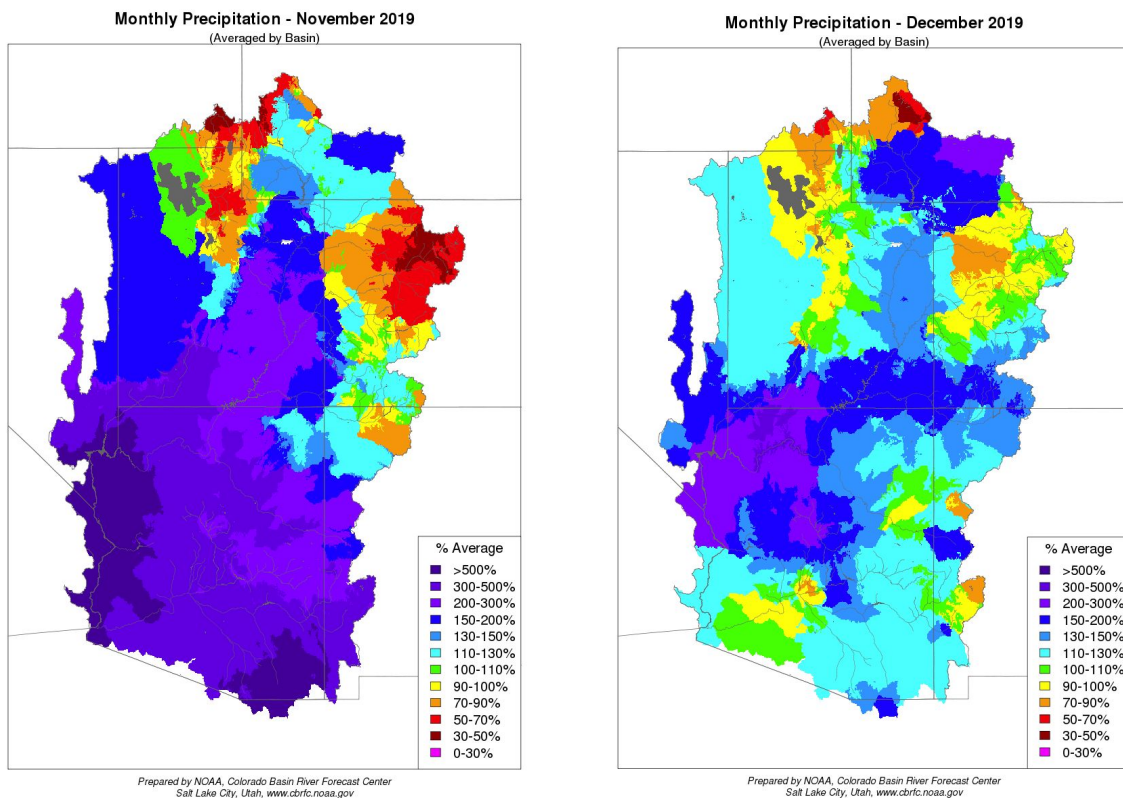 Monthly Precipitation - November 2019
(Averaged by Basin)
% Average
>500%
300-500%
200-300%
150-200%
130-150%
110-130%
100-110%
90-100%
70-90%
50-70%
30-50%
0-30%
Prepared by NOAA, Colorado Basin River Forecast Center
Salt Lake City, Utah, www.cbrfc.noaa.gov
Monthly Precipitation - December 2019
(Averaged by Basin)
% Average
>500%
300-500%
200-300%
150-200%
130-150%
110-130%
100-110%
90-100%
70-90%
50-70%
30-50%
0-30%
Prepared by NOAA, Colorado Basin River Forecast Center
Salt Lake City, Utah, www.cbrfc.noaa.gov